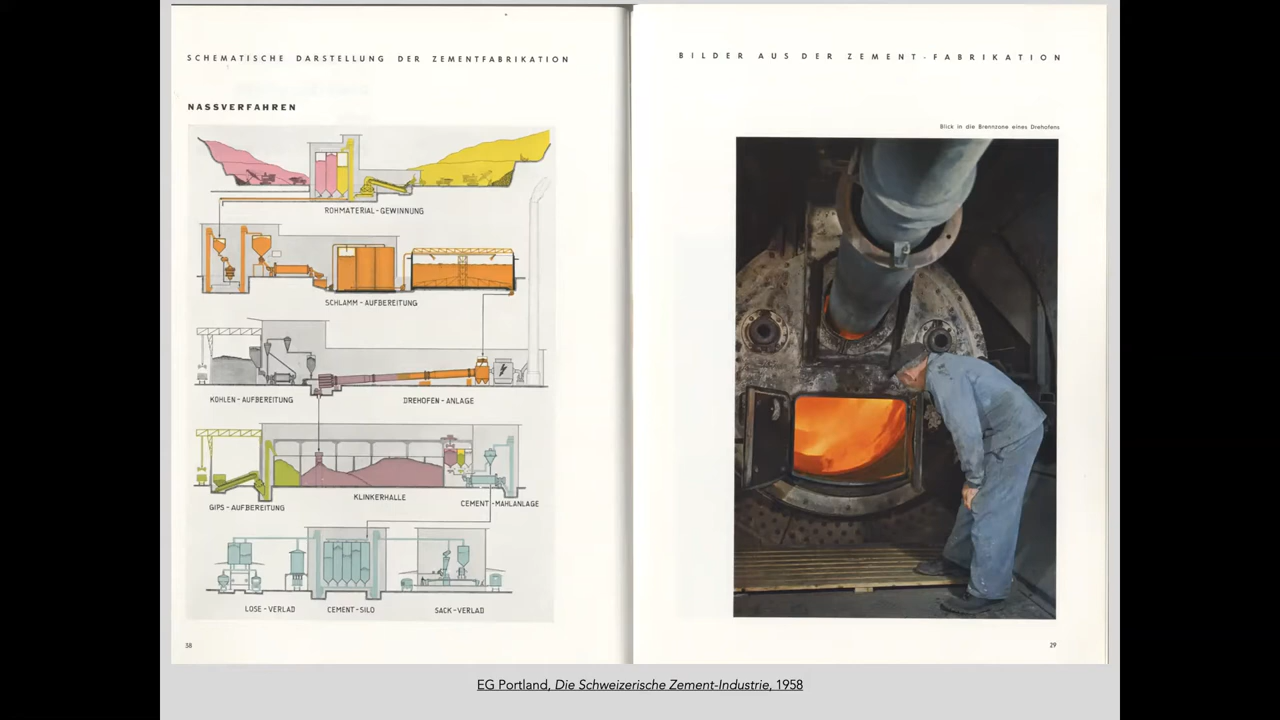 SCHEMATISCHE DARSTELLUNG DER ZEMENTFABRIKATION
NASSVERFAHREN
ROHMATERIAL-GEWINNUNG
SCHLAMM-AUFBEREITUNG
KOHLEN-AUFBEREITUNG
DREHOFEN-ANLAGE
KLINKERHALLE
GIPS-AUFBEREITUNG
CEMENT-MAHLANLAGE
LOSE-VERLAD
CEMENT-SILO
SACK-VERLAD
38
BILDER AUS DER ZEMENT-FABRIKATION
Blick in die Brennzone eines Drehofens
29
EG Portland, Die Schweizerische Zement-Industrie, 1958